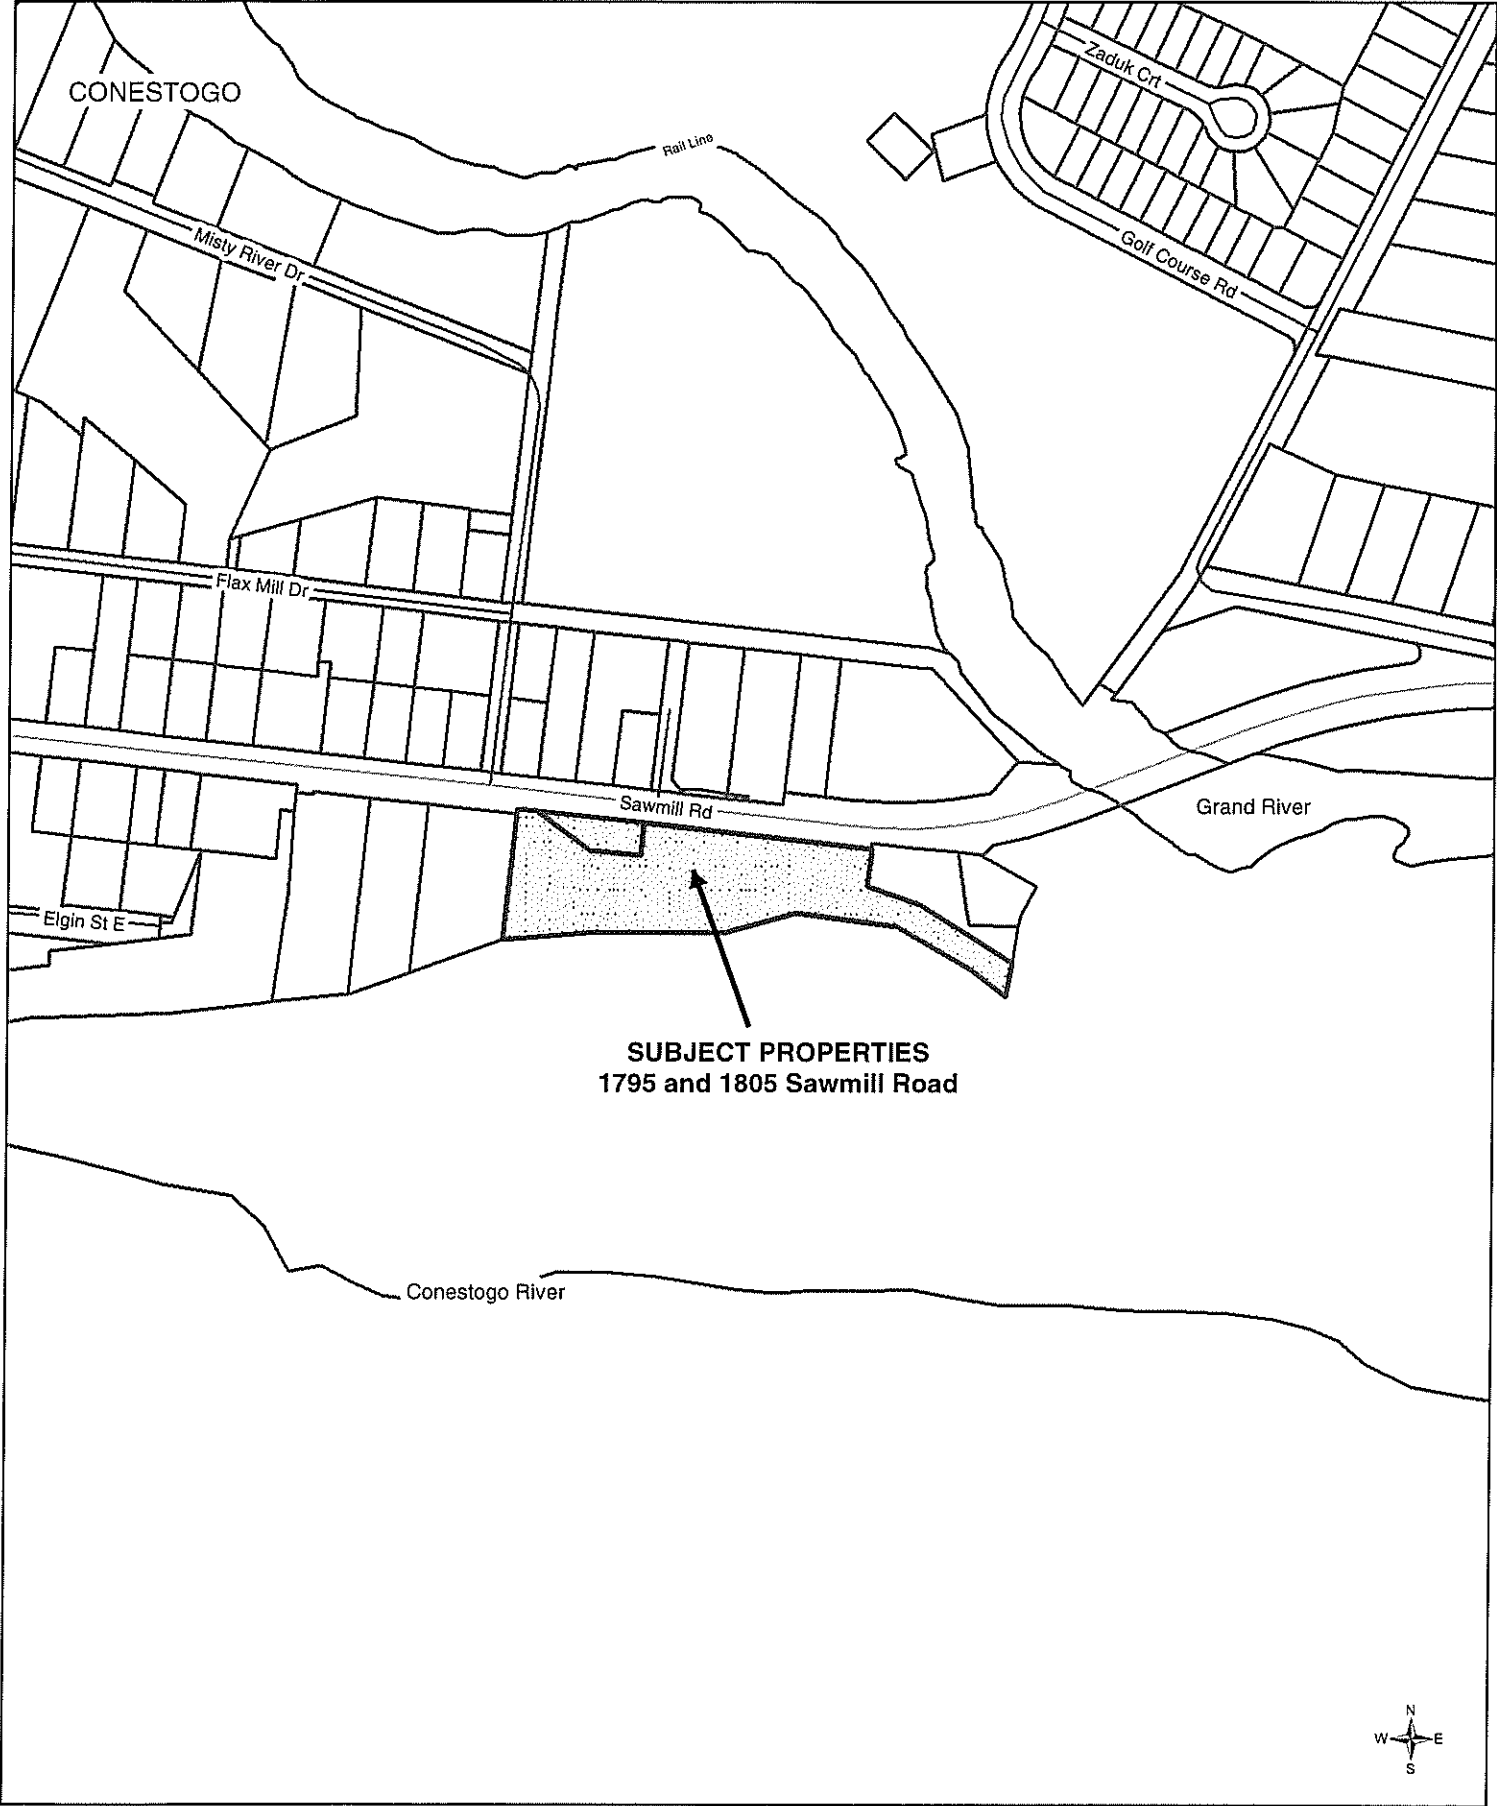 CONESTOGO
Zaduk Crt
Rail Line
Misty River Dr
Golf Course Rd
Flax Mill Dr
Sawmill Rd
Grand River
Elgin St E
SUBJECT PROPERTIES
1795 and 1805 Sawmill Road
Conestogo River
N
W E
S